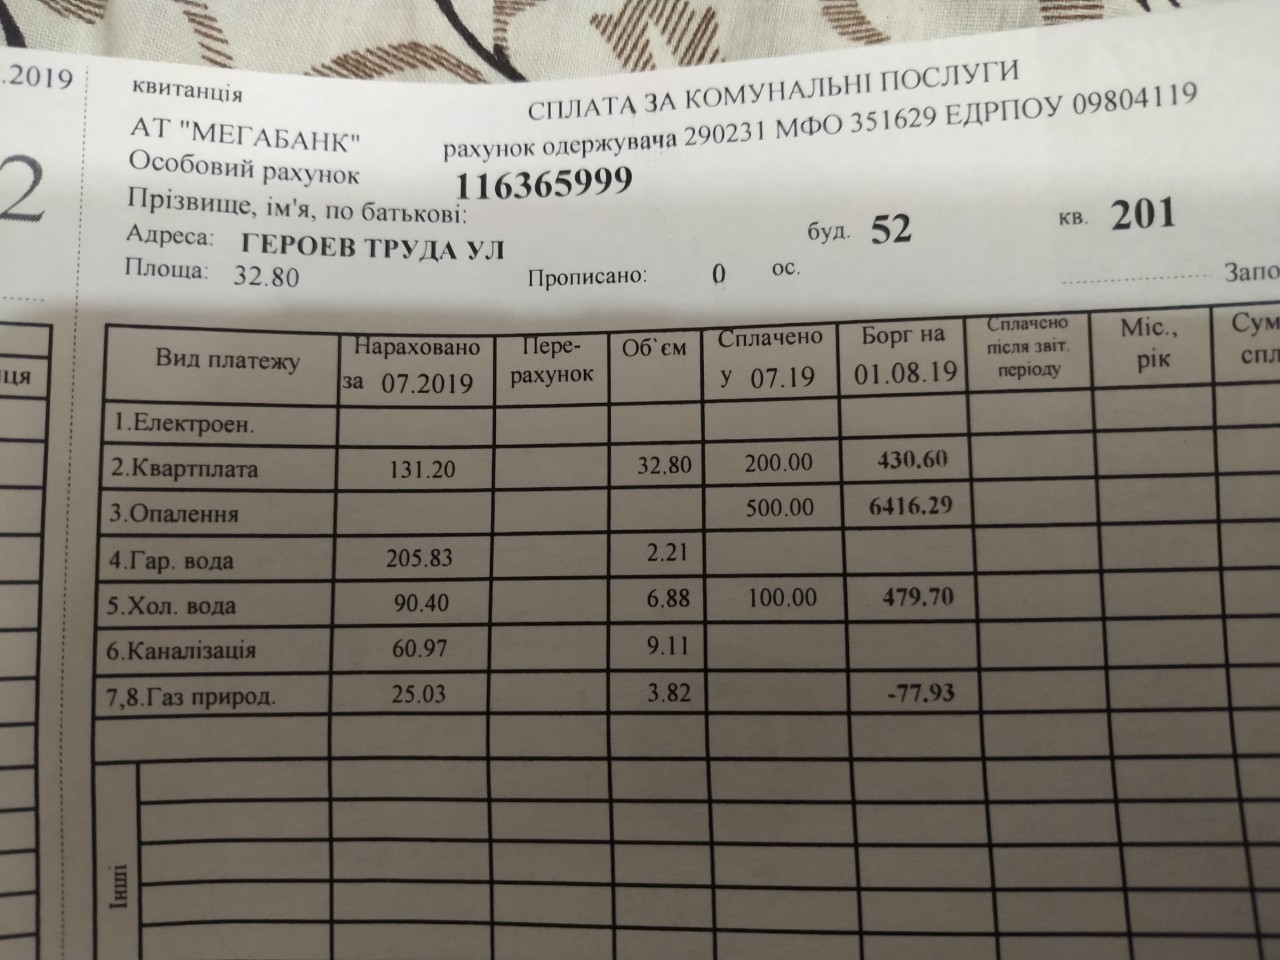 .2019
2
ця
квитанція
СПЛАТА ЗА КОМУНАЛЬНІ ПОСЛУГИ
АТ "МЕГАБАНК"
рахунок одержувача 290231 МФО 351629 ЕДРПОУ 09804119
Особовий рахунок 116365999
Прізвище, ім'я, по батькові:
Адреса: ГЕРОЕВ ТРУДА УЛ буд. 52 кв. 201
Площа: 32.80 Прописано: 0 ос. Запо
Вид платежу Нараховано за 07.2019 Пере-рахунок Об`єм Сплачено у 07.19 Борг на 01.08.19 Сплачено після звіт. періоду Міс., рік Сум спл
1.Електроен.
2.Квартплата 131.20 32.80 200.00 430.60
3.Опалення 500.00 6416.29
4.Гар. вода 205.83 2.21
5.Хол. вода 90.40 6.88 100.00 479.70
6.Каналізація 60.97 9.11
7,8.Газ природ. 25.03 3.82 -77.93
Інші